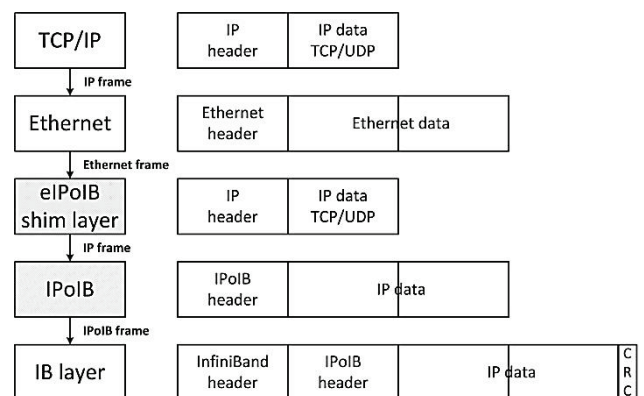 TCP/IP
IP
header
IP data
TCP/UDP
IP frame
Ethernet
Ethernet
header
Ethernet data
Ethernet frame
eIPoIB
shim layer
IP
header
IP data
TCP/UDP
IP frame
IPoIB
IPoIB
header
IP data
IPoIB frame
IB layer
InfiniBand
header
IPoIB
header
IP data
C
R
C